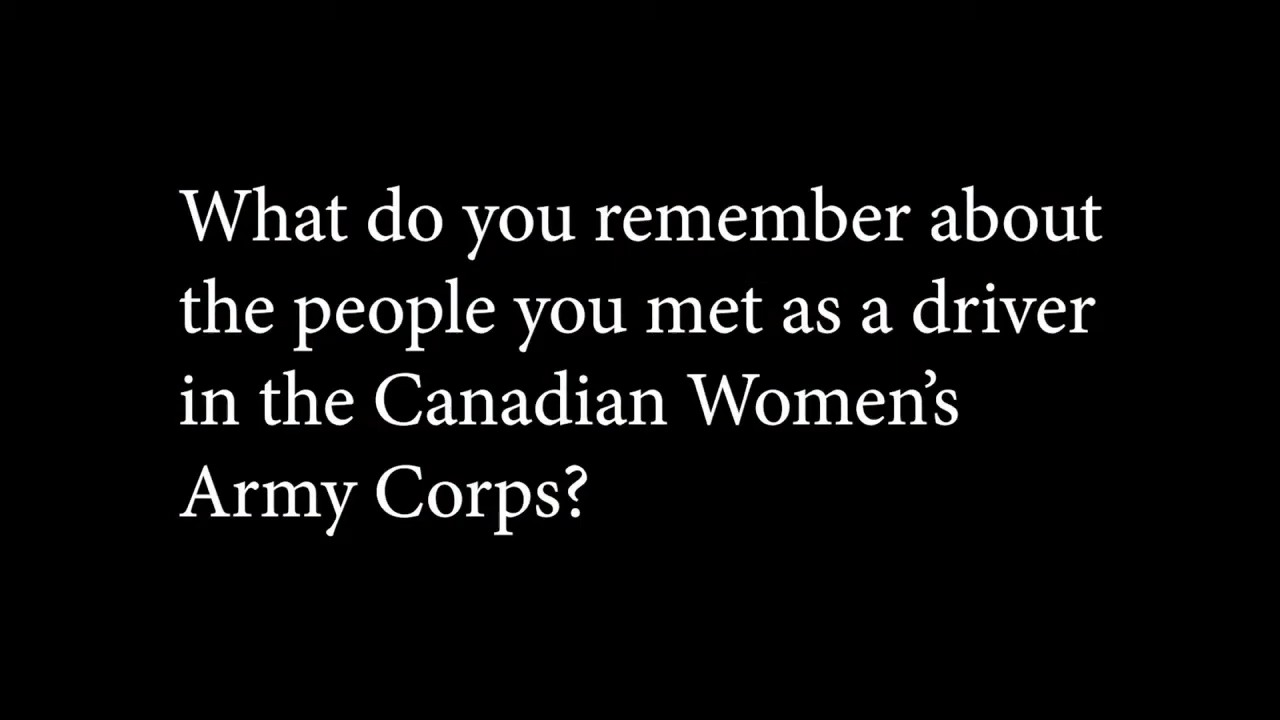 What do you remember about
the people you met as a driver
in the Canadian Women’s
Army Corps?